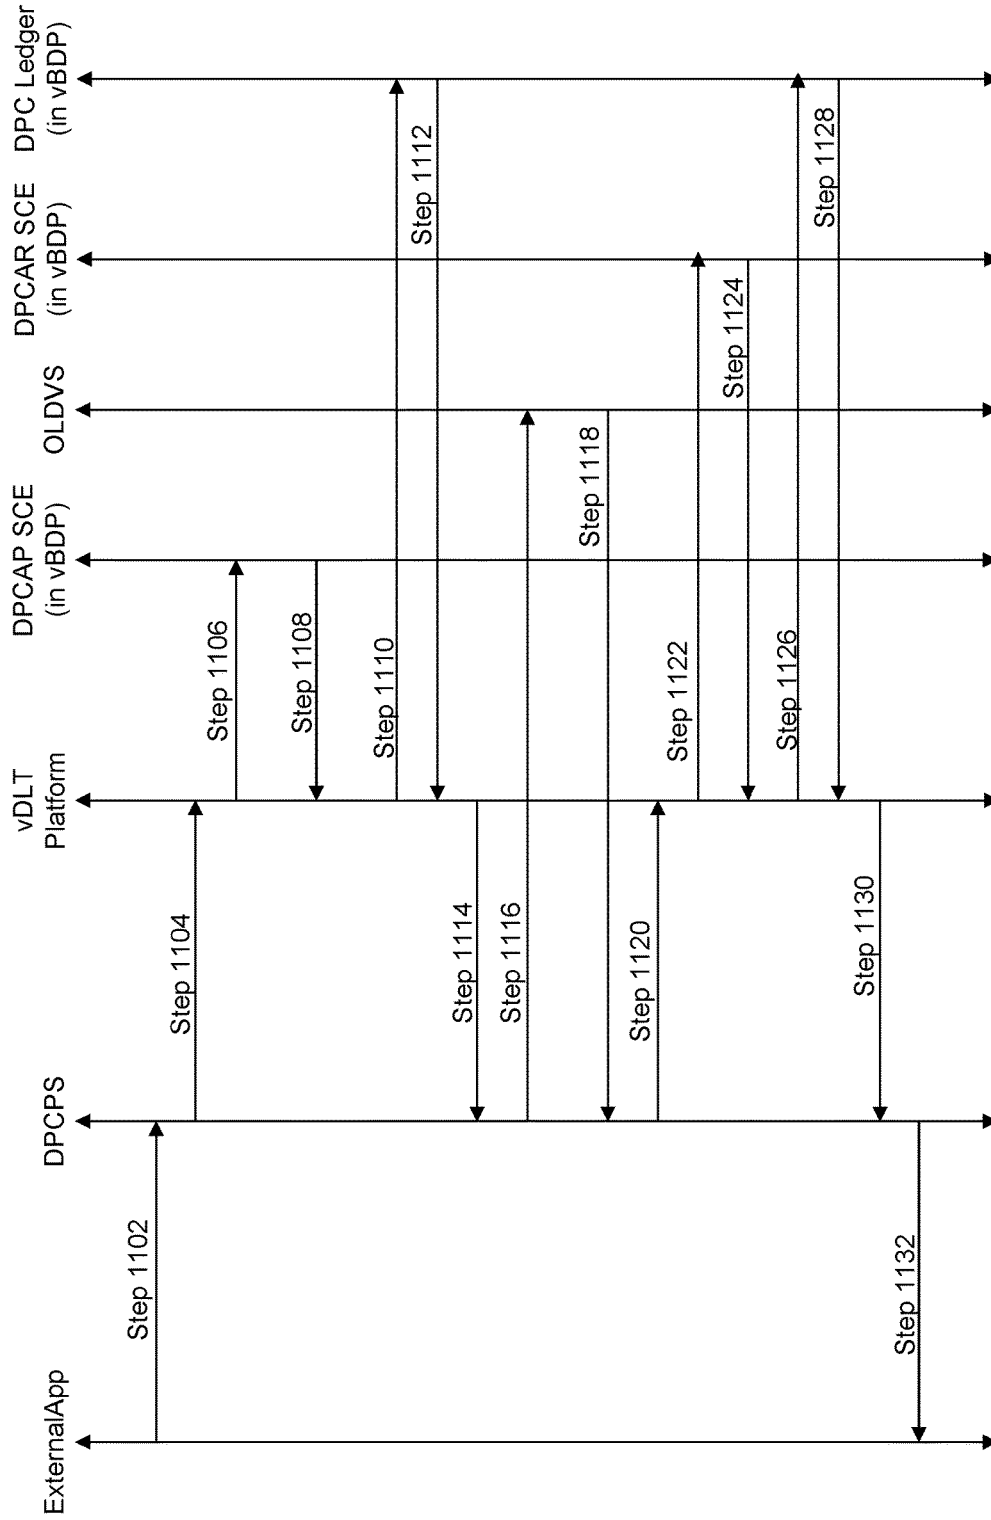 ExternalApp
DPCPS
vDLT
Platform
DPCAP SCE
(in vBDP)
OLDVS
DPCAR SCE
(in vBDP)
DPC Ledger
(in vBDP)
Step 1102
Step 1104
Step 1106
Step 1108
Step 1110
Step 1112
Step 1114
Step 1116
Step 1118
Step 1120
Step 1122
Step 1124
Step 1126
Step 1128
Step 1130
Step 1132